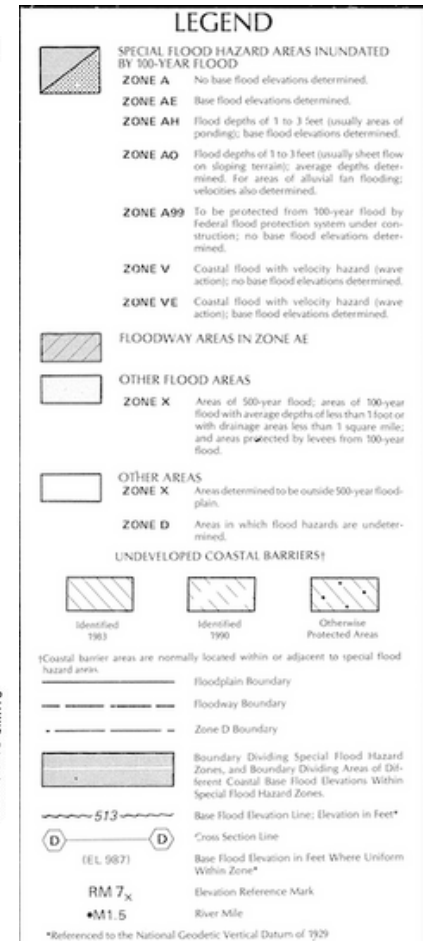 LEGEND
SPECIAL FLOOD HAZARD AREAS INUNDATED
BY 100-YEAR FLOOD
ZONE A No base flood elevations determined.
ZONE AE Base flood elevations determined.
ZONE AH Flood depths of 1 to 3 feet (usually areas of
ponding); base flood elevations determined.
ZONE AO Flood depths of 1 to 3 feet (usually sheet flow
on sloping terrain); average depths deter-
mined. For areas of alluvial fan flooding;
velocities also determined.
ZONE A99 To be protected from 100-year flood by
Federal flood protection system under con-
struction; no base flood elevations deter-
mined.
ZONE V Coastal flood with velocity hazard (wave
action); no base flood elevations determined.
ZONE VE Coastal flood with velocity hazard (wave
action); base flood elevations determined.
FLOODWAY AREAS IN ZONE AE
OTHER FLOOD AREAS
ZONE X Areas of 500-year flood; areas of 100-year
flood with average depths of less than 1 foot or
with drainage areas less than 1 square mile;
and areas protected by levees from 100-year
flood.
OTHER AREAS
ZONE X Areas determined to be outside 500-year flood-
plain.
ZONE D Areas in which flood hazards are undeter-
mined.
UNDEVELOPED COASTAL BARRIERS†
Identified
1983
Identified
1990
Otherwise
Protected Areas
†Coastal barrier areas are normally located within or adjacent to special flood
hazard areas.
Floodplain Boundary
Floodway Boundary
Zone D Boundary
Boundary Dividing Special Flood Hazard
Zones, and Boundary Dividing Areas of Dif-
ferent Coastal Base Flood Elevations Within
Special Flood Hazard Zones.
513 Base Flood Elevation Line; Elevation in Feet*
D D Cross Section Line
(EL 987) Base Flood Elevation in Feet Where Uniform
Within Zone*
RM 7x Elevation Reference Mark
•M1.5 River Mile
*Referenced to the National Geodetic Vertical Datum of 1929